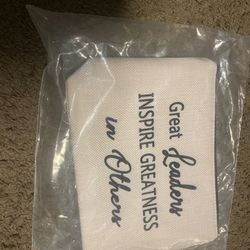 Great Leaders
INSPIRE GREATNESS
in Others